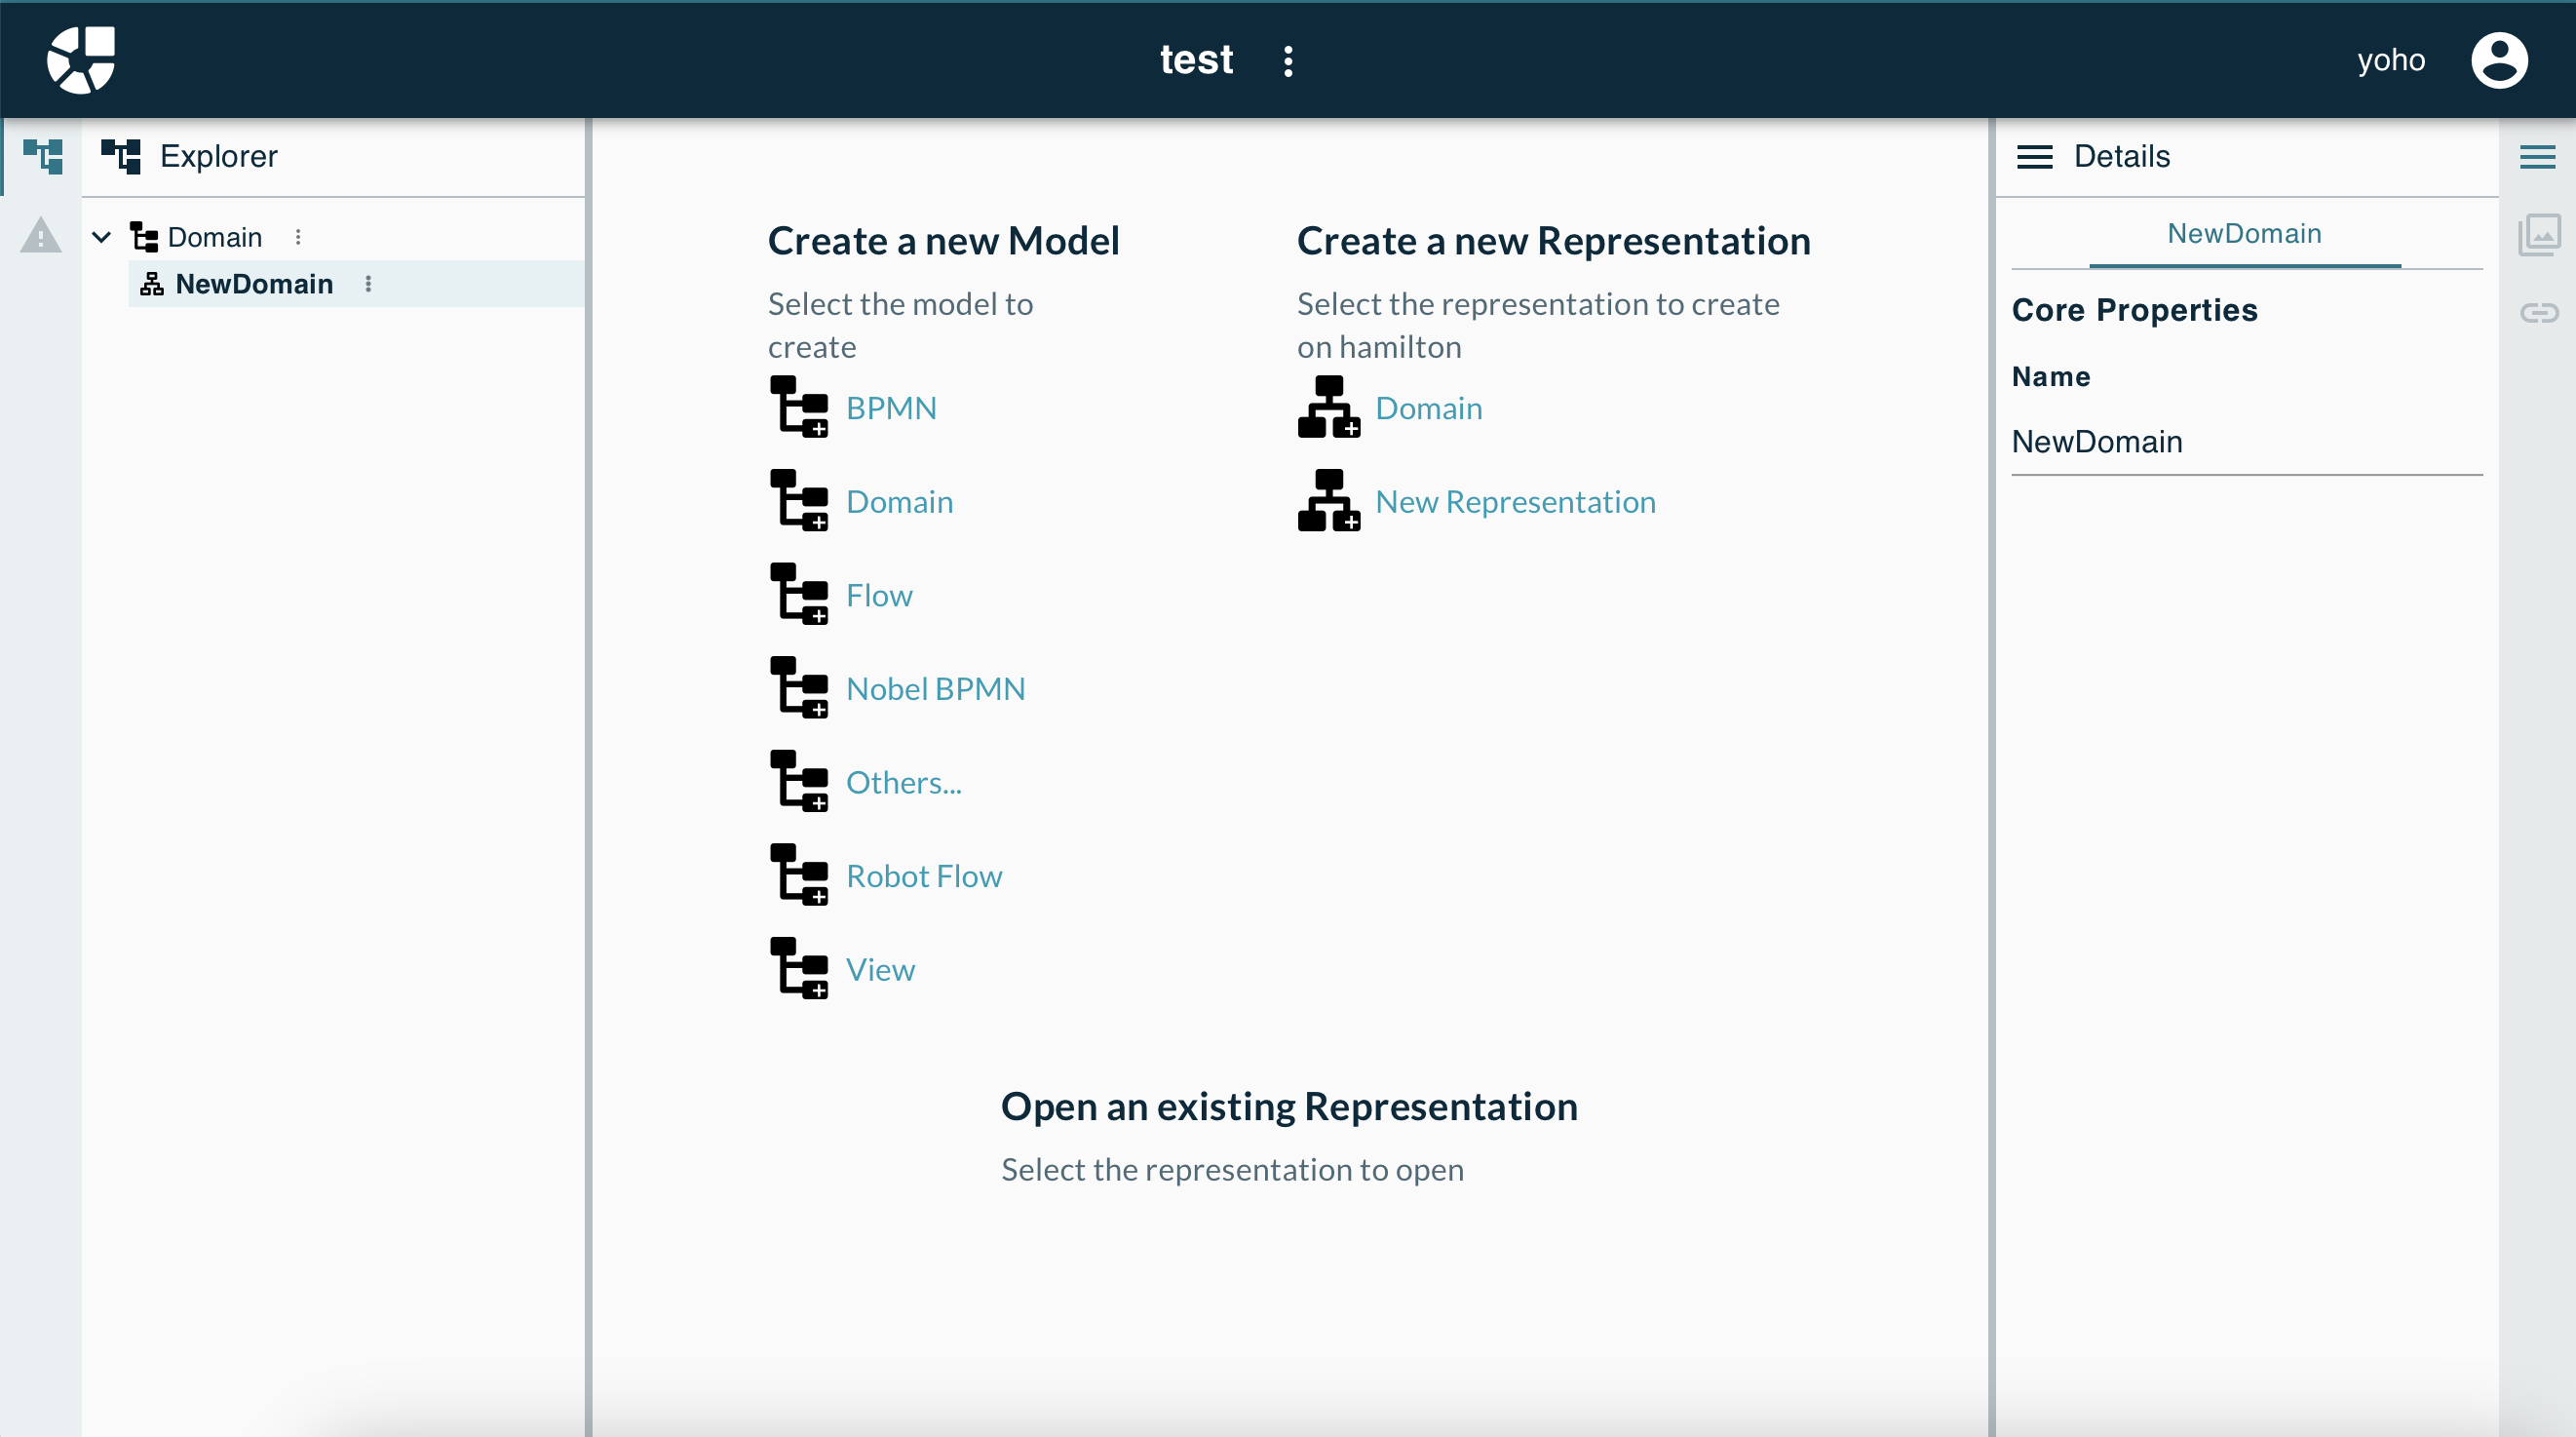 test
yoho
Explorer
Domain
NewDomain
Create a new Model
Select the model to
create
BPMN
Domain
Flow
Nobel BPMN
Others...
Robot Flow
View
Create a new Representation
Select the representation to create
on hamilton
Domain
New Representation
Open an existing Representation
Select the representation to open
Details
NewDomain
Core Properties
Name
NewDomain